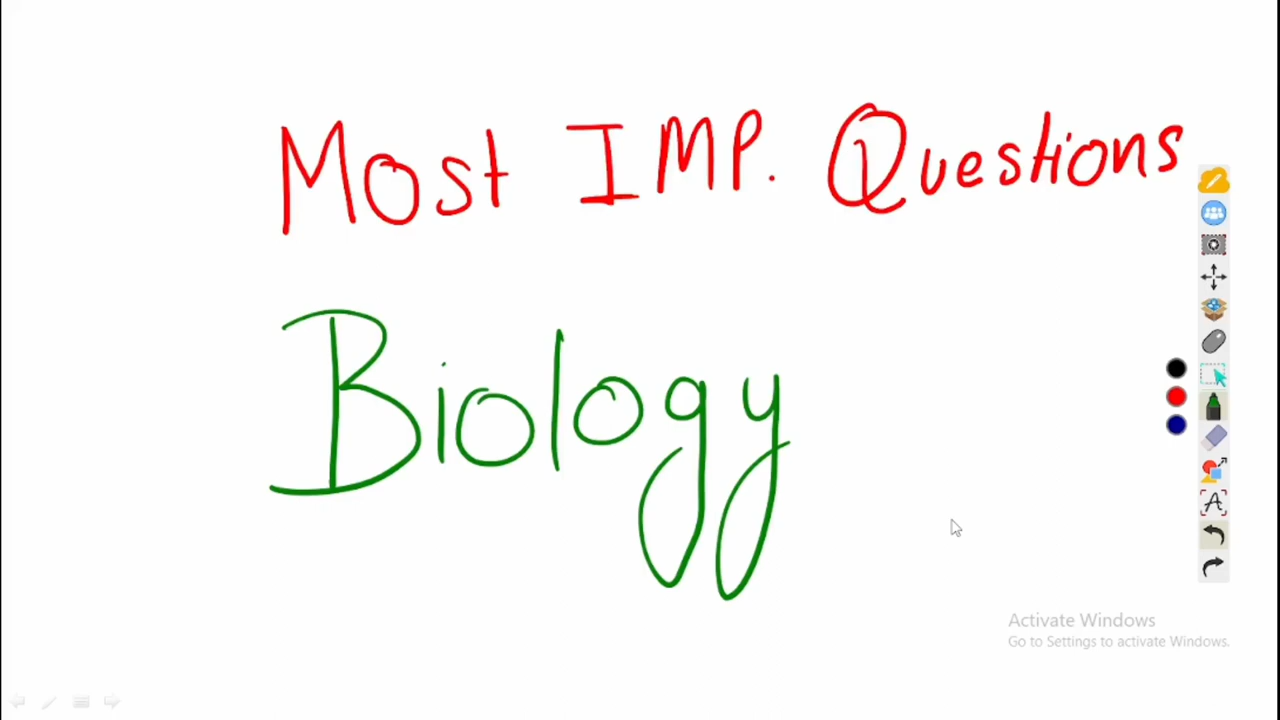 Most IMP. Questions
Biology
Activate Windows
Go to Settings to activate Windows.